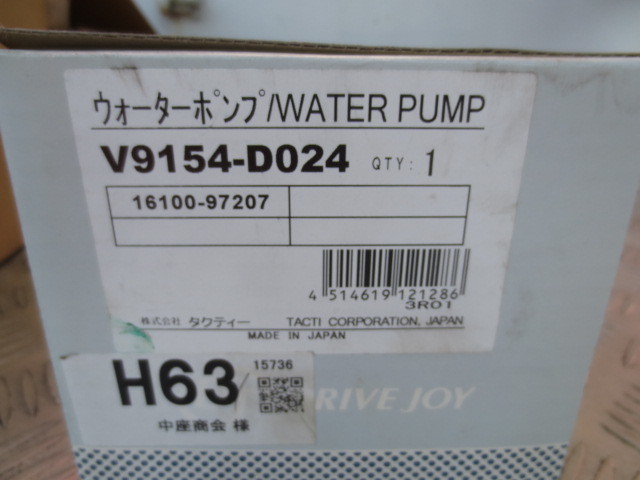 ウォーターポンプ/WATER PUMP
V9154-D024 QTY: 1
16100-97207
4 514619 121286
3R01
株式会社 タクティー TACTI CORPORATION, JAPAN
MADE IN JAPAN
H63 15736
中座商会 様
DRIVE JOY